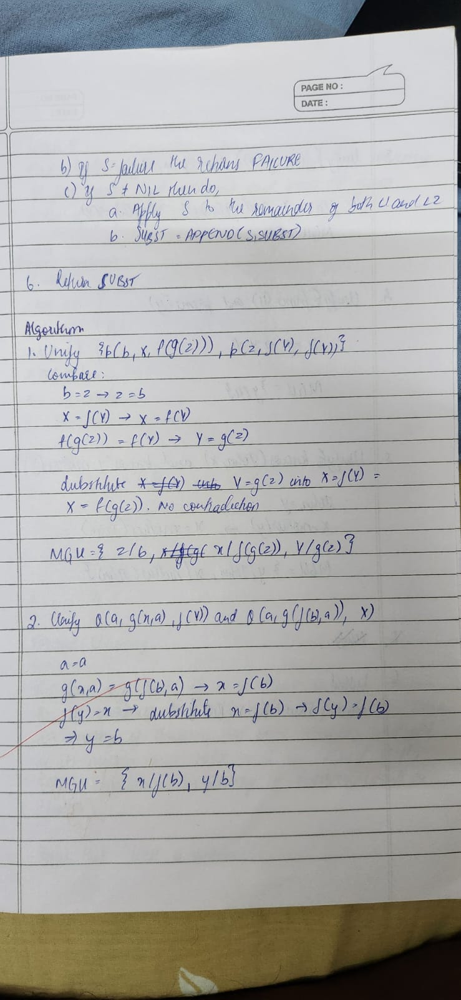 PAGE NO :
DATE :
b) If S=failure the returns FAILURE
c) If S ≠ NIL then do,
a. Apply S to the remainder of both L1 and L2
b. SUBST = APPEND(S,SUBST)
6. Return SUBST
Algorithm
1. Unify {p(b, x, f(g(z))), p(z, f(Y), f(Y))}
Compare:
b = z → z = b
X = f(Y) → X = f(Y)
f(g(z)) = f(Y) → Y = g(z)
Substitute Y = g(z) into X = f(Y) =
X = f(g(z)). No contradiction
MGU = { z/b, x/f(g(z)), Y/g(z) }
2. Unify Q(a, g(x,a), f(Y)) and Q(a, g(f(b),a)), X)
a = a
g(x,a) = g(f(b),a) → x = f(b)
f(y) = x → substitute x = f(b) → f(y) = f(b)
⇒ y = b
MGU = { x/f(b), y/b}